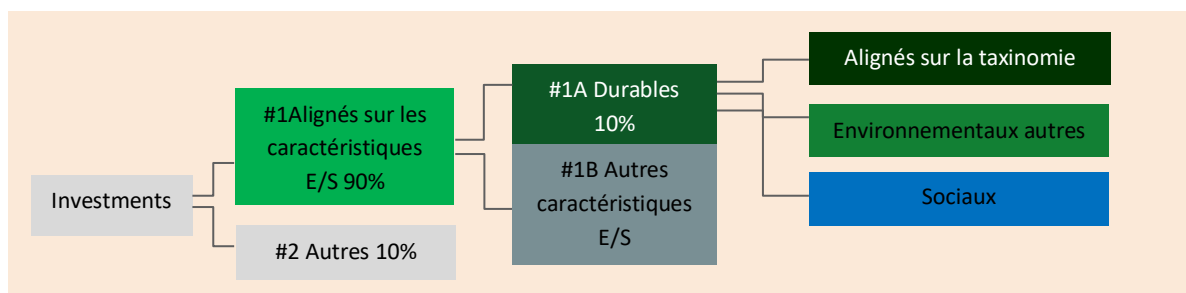 Investments
#1Alignés sur les
caractéristiques
E/S 90%
#2 Autres 10%
#1A Durables
10%
#1B Autres
caractéristiques
E/S
Alignés sur la taxinomie
Environnementaux autres
Sociaux